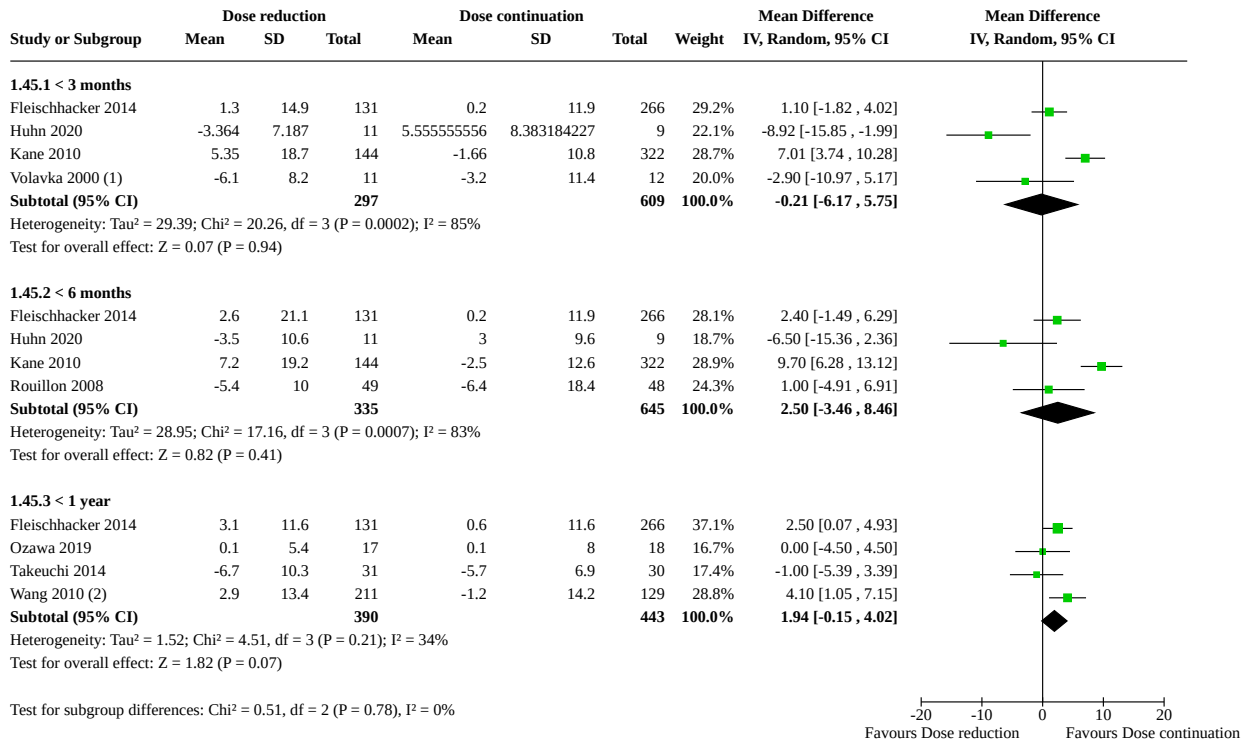 Dose reduction Dose continuation Mean Difference Mean Difference
Study or Subgroup Mean SD Total Mean SD Total Weight IV, Random, 95% CI IV, Random, 95% CI
1.45.1 < 3 months
Fleischhacker 2014 1.3 14.9 131 0.2 11.9 266 29.2% 1.10 [-1.82 , 4.02]
Huhn 2020 -3.364 7.187 11 5.555555556 8.383184227 9 22.1% -8.92 [-15.85 , -1.99]
Kane 2010 5.35 18.7 144 -1.66 10.8 322 28.7% 7.01 [3.74 , 10.28]
Volavka 2000 (1) -6.1 8.2 11 -3.2 11.4 12 20.0% -2.90 [-10.97 , 5.17]
Subtotal (95% CI) 297 609 100.0% -0.21 [-6.17 , 5.75]
Heterogeneity: Tau² = 29.39; Chi² = 20.26, df = 3 (P = 0.0002); I² = 85%
Test for overall effect: Z = 0.07 (P = 0.94)
1.45.2 < 6 months
Fleischhacker 2014 2.6 21.1 131 0.2 11.9 266 28.1% 2.40 [-1.49 , 6.29]
Huhn 2020 -3.5 10.6 11 3 9.6 9 18.7% -6.50 [-15.36 , 2.36]
Kane 2010 7.2 19.2 144 -2.5 12.6 322 28.9% 9.70 [6.28 , 13.12]
Rouillon 2008 -5.4 10 49 -6.4 18.4 48 24.3% 1.00 [-4.91 , 6.91]
Subtotal (95% CI) 335 645 100.0% 2.50 [-3.46 , 8.46]
Heterogeneity: Tau² = 28.95; Chi² = 17.16, df = 3 (P = 0.0007); I² = 83%
Test for overall effect: Z = 0.82 (P = 0.41)
1.45.3 < 1 year
Fleischhacker 2014 3.1 11.6 131 0.6 11.6 266 37.1% 2.50 [0.07 , 4.93]
Ozawa 2019 0.1 5.4 17 0.1 8 18 16.7% 0.00 [-4.50 , 4.50]
Takeuchi 2014 -6.7 10.3 31 -5.7 6.9 30 17.4% -1.00 [-5.39 , 3.39]
Wang 2010 (2) 2.9 13.4 211 -1.2 14.2 129 28.8% 4.10 [1.05 , 7.15]
Subtotal (95% CI) 390 443 100.0% 1.94 [-0.15 , 4.02]
Heterogeneity: Tau² = 1.52; Chi² = 4.51, df = 3 (P = 0.21); I² = 34%
Test for overall effect: Z = 1.82 (P = 0.07)
Test for subgroup differences: Chi² = 0.51, df = 2 (P = 0.78), I² = 0%
-20 -10 0 10 20
Favours Dose reduction Favours Dose continuation